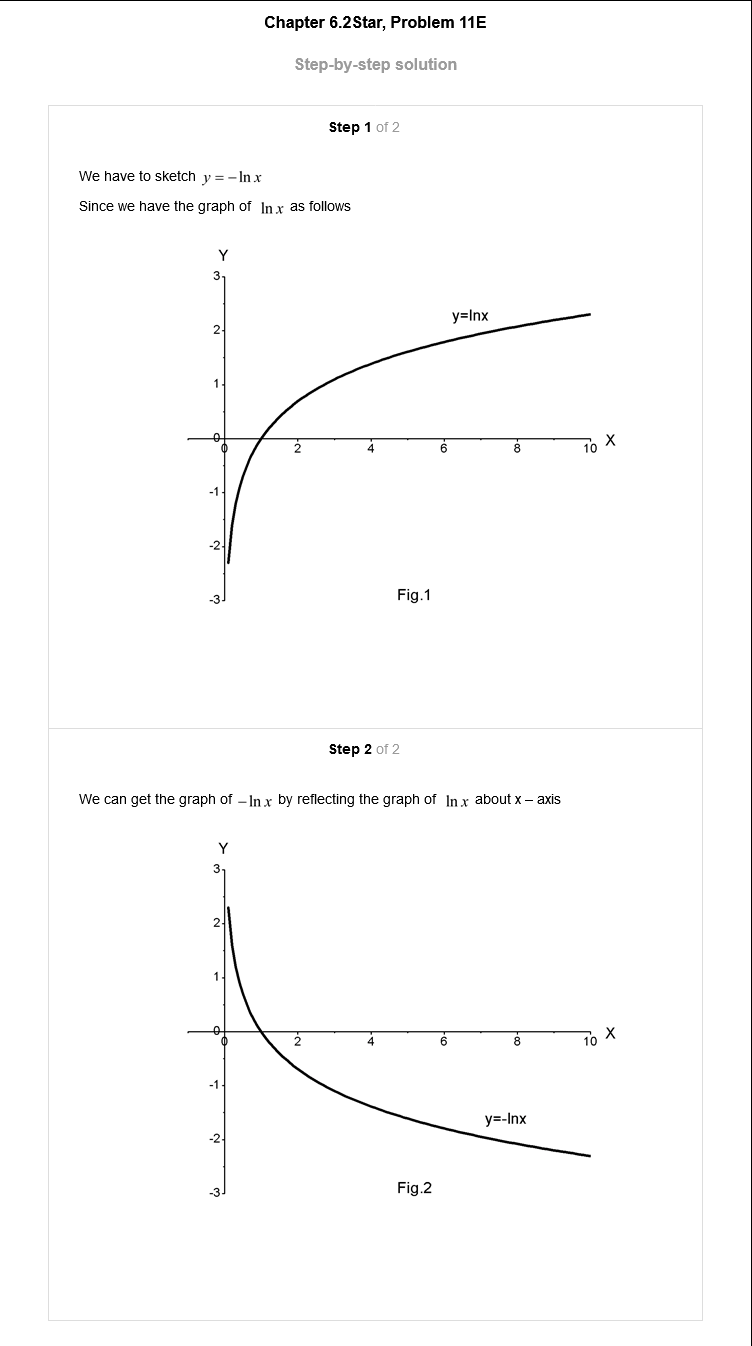 Chapter 6.2Star, Problem 11E
Step-by-step solution
Step 1 of 2
We have to sketch y = – ln x
Since we have the graph of ln x as follows
Y
3
2
y=lnx
1
0
X
0 2 4 6 8 10
-1
-2
Fig.1
-3
Step 2 of 2
We can get the graph of – ln x by reflecting the graph of ln x about x – axis
Y
3
2
1
0
X
0 2 4 6 8 10
-1
y=-lnx
-2
Fig.2
-3